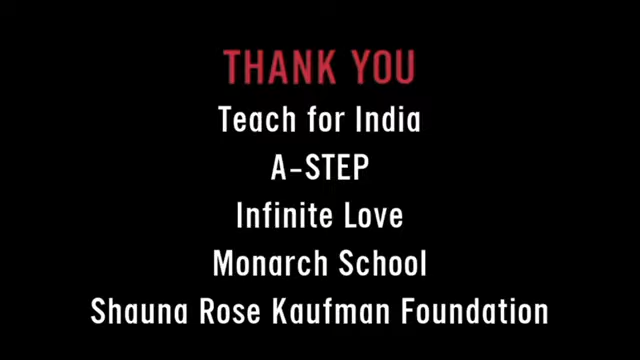 THANK YOU
Teach for India
A-STEP
Infinite Love
Monarch School
Shauna Rose Kaufman Foundation